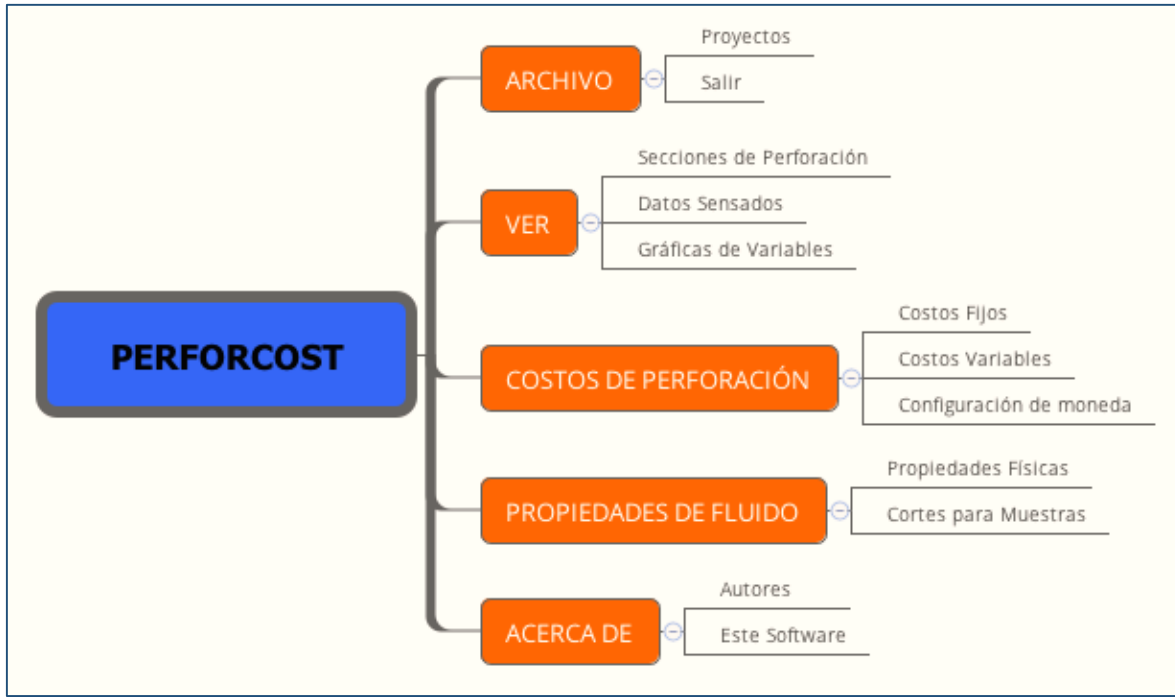 PERFORCOST
ARCHIVO
Proyectos
Salir
VER
Secciones de Perforación
Datos Sensados
Gráficas de Variables
COSTOS DE PERFORACIÓN
Costos Fijos
Costos Variables
Configuración de moneda
PROPIEDADES DE FLUIDO
Propiedades Físicas
Cortes para Muestras
ACERCA DE
Autores
Este Software